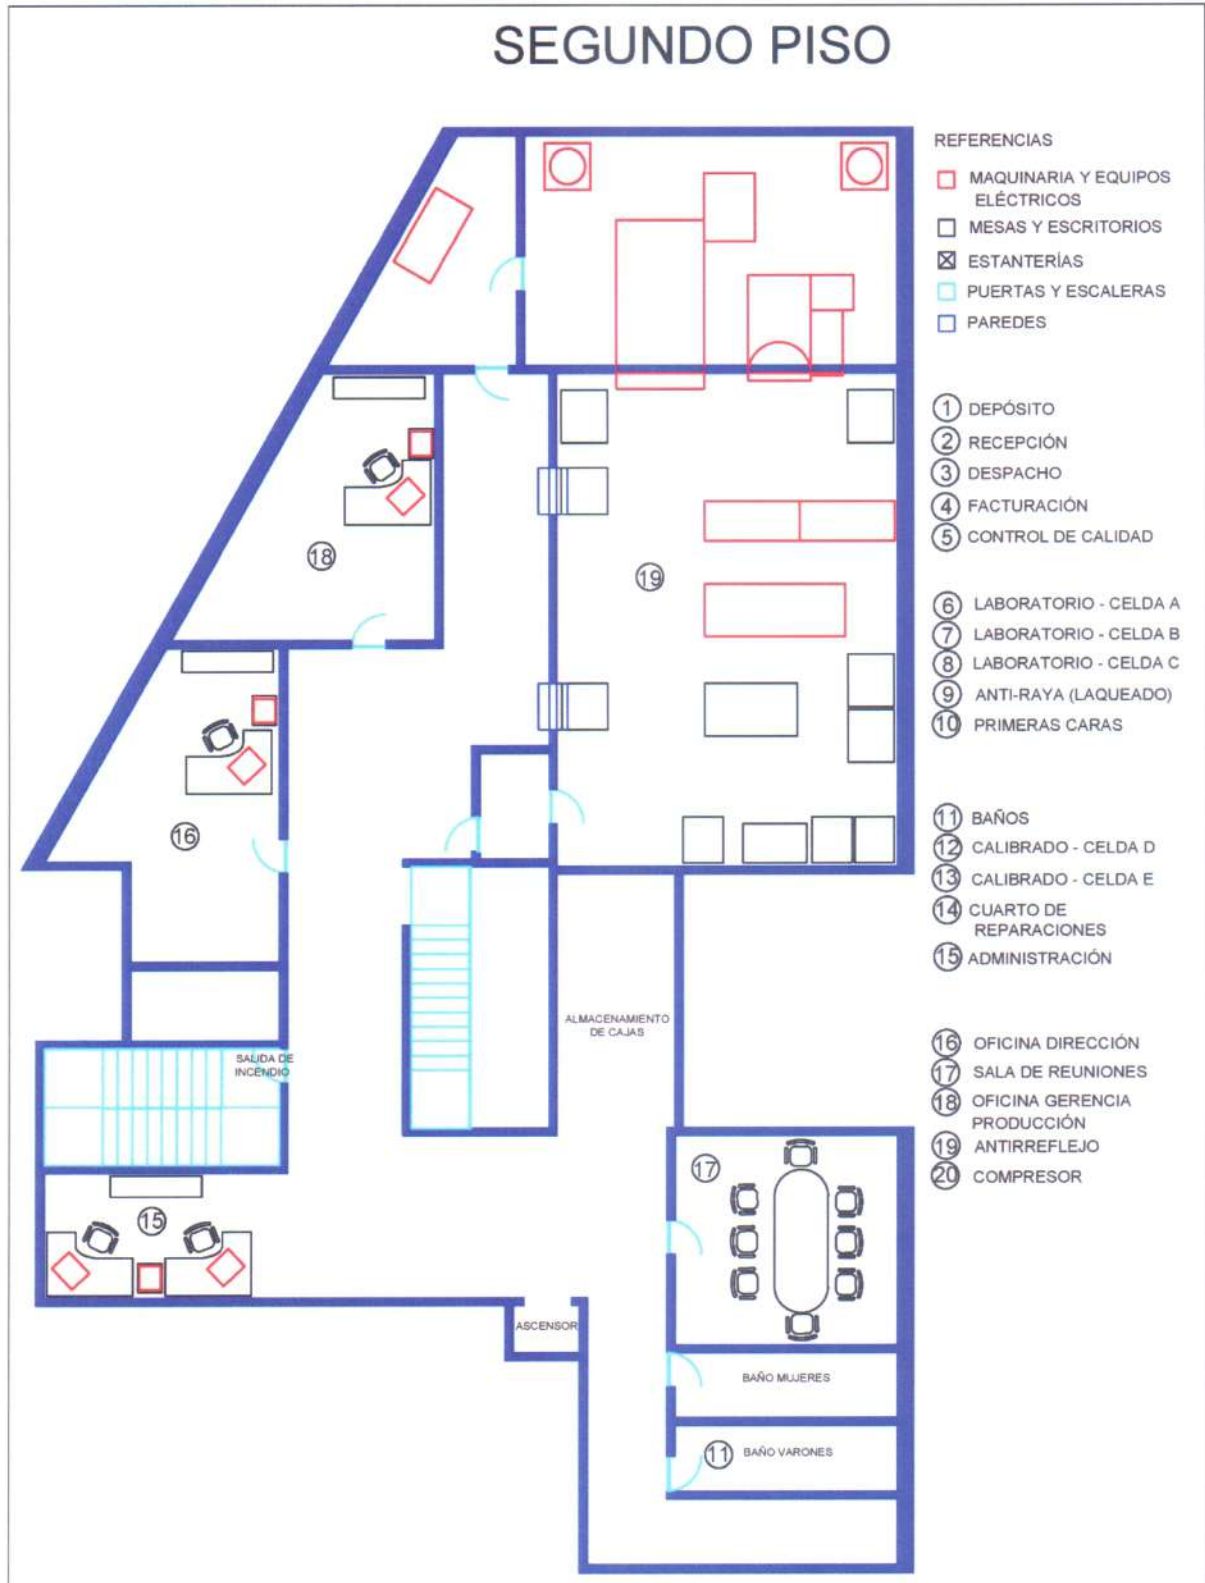 SEGUNDO PISO
REFERENCIAS
MAQUINARIA Y EQUIPOS
ELÉCTRICOS
MESAS Y ESCRITORIOS
ESTANTERÍAS
PUERTAS Y ESCALERAS
PAREDES
1 DEPÓSITO
2 RECEPCIÓN
3 DESPACHO
4 FACTURACIÓN
5 CONTROL DE CALIDAD
6 LABORATORIO - CELDA A
7 LABORATORIO - CELDA B
8 LABORATORIO - CELDA C
9 ANTI-RAYA (LAQUEADO)
10 PRIMERAS CARAS
11 BAÑOS
12 CALIBRADO - CELDA D
13 CALIBRADO - CELDA E
14 CUARTO DE
REPARACIONES
15 ADMINISTRACIÓN
16 OFICINA DIRECCIÓN
17 SALA DE REUNIONES
18 OFICINA GERENCIA
PRODUCCIÓN
19 ANTIRREFLEJO
20 COMPRESOR
18
19
16
ALMACENAMIENTO
DE CAJAS
SALIDA DE
INCENDIO
17
15
ASCENSOR
BAÑO MUJERES
11 BAÑO VARONES